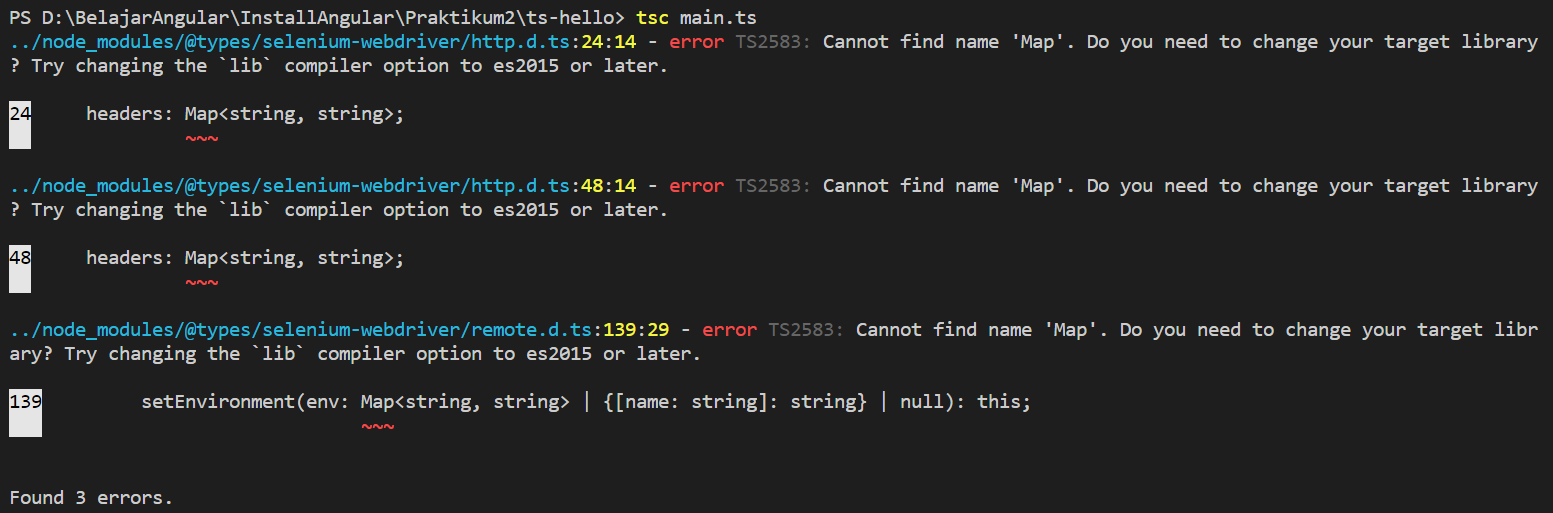 PS D:\BelajarAngular\InstallAngular\Praktikum2\ts-hello> tsc main.ts
../node_modules/@types/selenium-webdriver/http.d.ts:24:14 - error TS2583: Cannot find name 'Map'. Do you need to change your target library
? Try changing the `lib` compiler option to es2015 or later.
24     headers: Map<string, string>;
~~~
../node_modules/@types/selenium-webdriver/http.d.ts:48:14 - error TS2583: Cannot find name 'Map'. Do you need to change your target library
? Try changing the `lib` compiler option to es2015 or later.
48     headers: Map<string, string>;
~~~
../node_modules/@types/selenium-webdriver/remote.d.ts:139:29 - error TS2583: Cannot find name 'Map'. Do you need to change your target libr
ary? Try changing the `lib` compiler option to es2015 or later.
139         setEnvironment(env: Map<string, string> | {[name: string]: string} | null): this;
~~~
Found 3 errors.